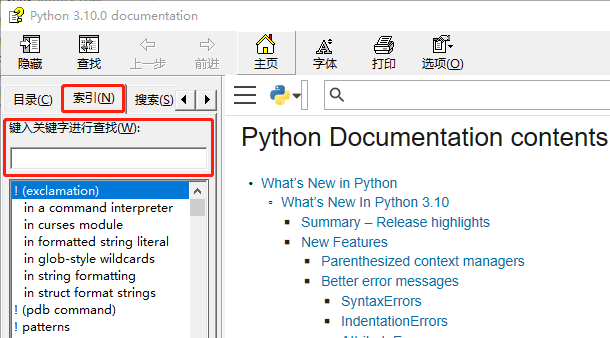 Python 3.10.0 documentation
隐藏 查找 上一步 前进 主页 字体 打印 选项(O)
目录(C) 索引(N) 搜索(S)
键入关键字进行查找(W):
! (exclamation)
in a command interpreter
in curses module
in formatted string literal
in glob-style wildcards
in string formatting
in struct format strings
! (pdb command)
! patterns
Python Documentation contents
What's New in Python
What's New In Python 3.10
Summary – Release highlights
New Features
Parenthesized context managers
Better error messages
SyntaxErrors
IndentationErrors